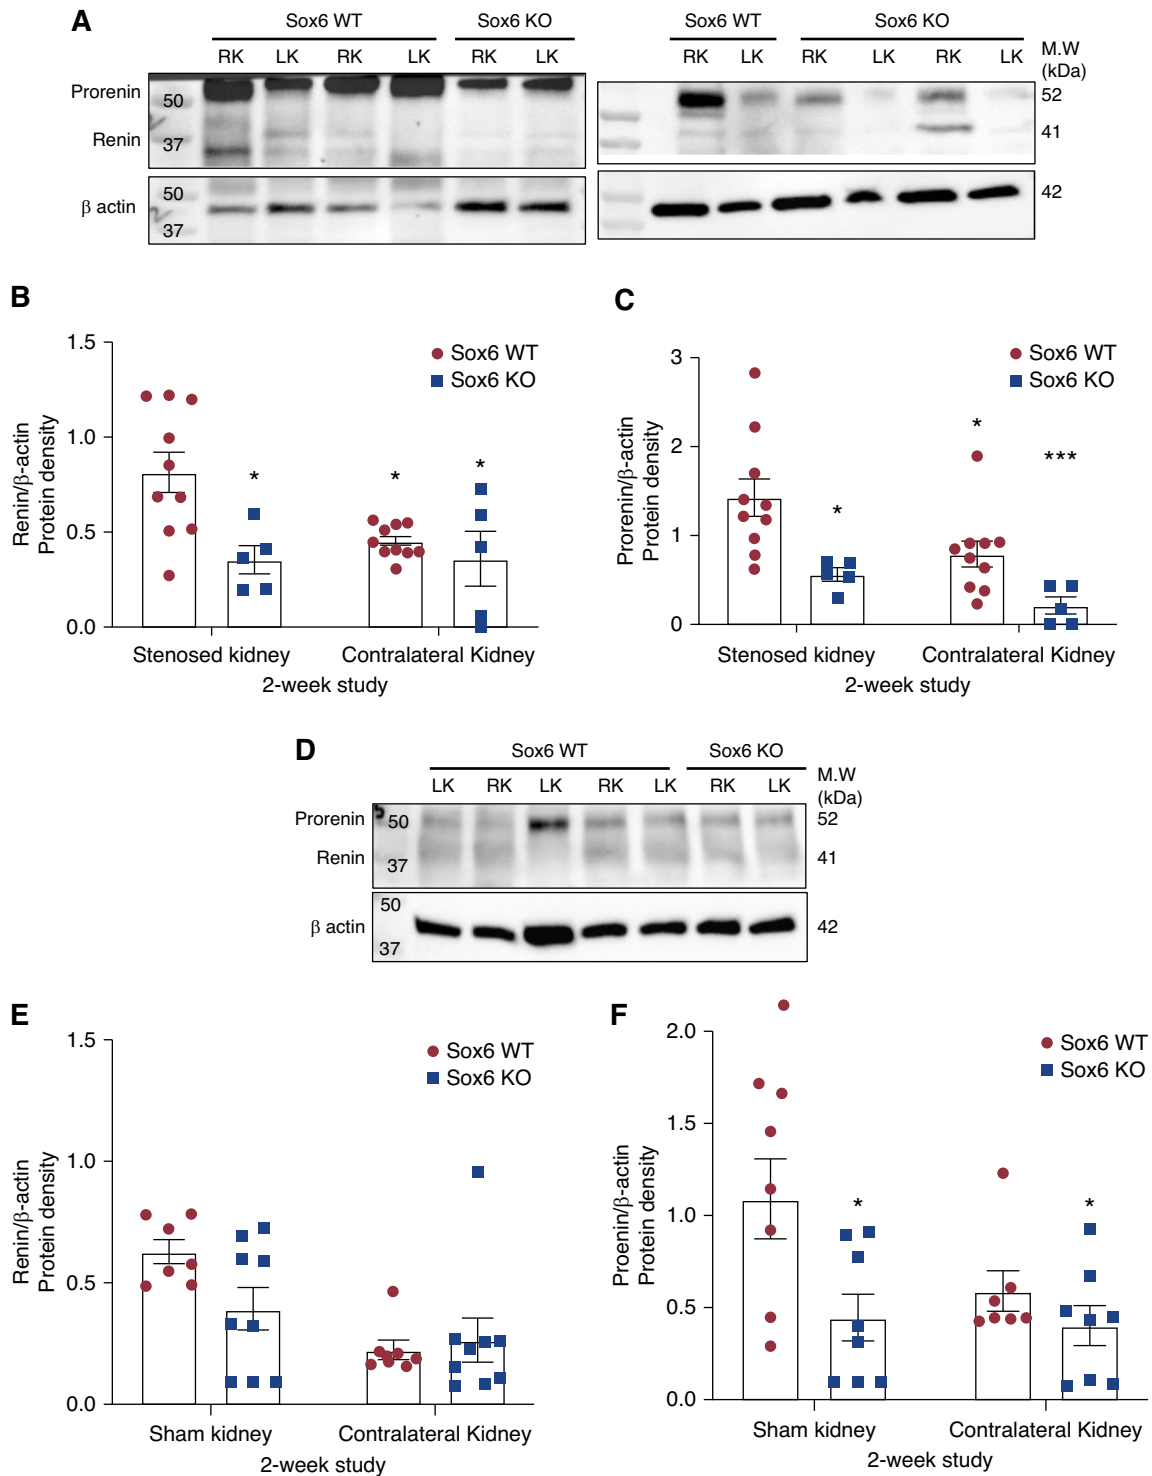 A
Sox6 WT Sox6 KO Sox6 WT Sox6 KO
RK LK RK LK RK LK RK LK RK LK RK LK M.W
(kDa)
Prorenin 50 52
Renin 37 41
β actin 50 42
37
B
1.5
1.0
0.5
0.0
Renin/β-actin
Protein density
Sox6 WT
Sox6 KO
* * *
Stenosed kidney Contralateral Kidney
2-week study
C
3
2
1
0
Prorenin/β-actin
Protein density
Sox6 WT
Sox6 KO
* * ***
Stenosed kidney Contralateral Kidney
2-week study
D
Sox6 WT Sox6 KO
LK RK LK RK LK RK LK M.W
(kDa)
Prorenin 50 52
Renin 37 41
50
β actin 42
37
E
1.5
1.0
0.5
0.0
Renin/β-actin
Protein density
Sox6 WT
Sox6 KO
Sham kidney Contralateral Kidney
2-week study
F
2.0
1.5
1.0
0.5
0.0
Proenin/β-actin
Protein density
Sox6 WT
Sox6 KO
* *
Sham kidney Contralateral Kidney
2-week study